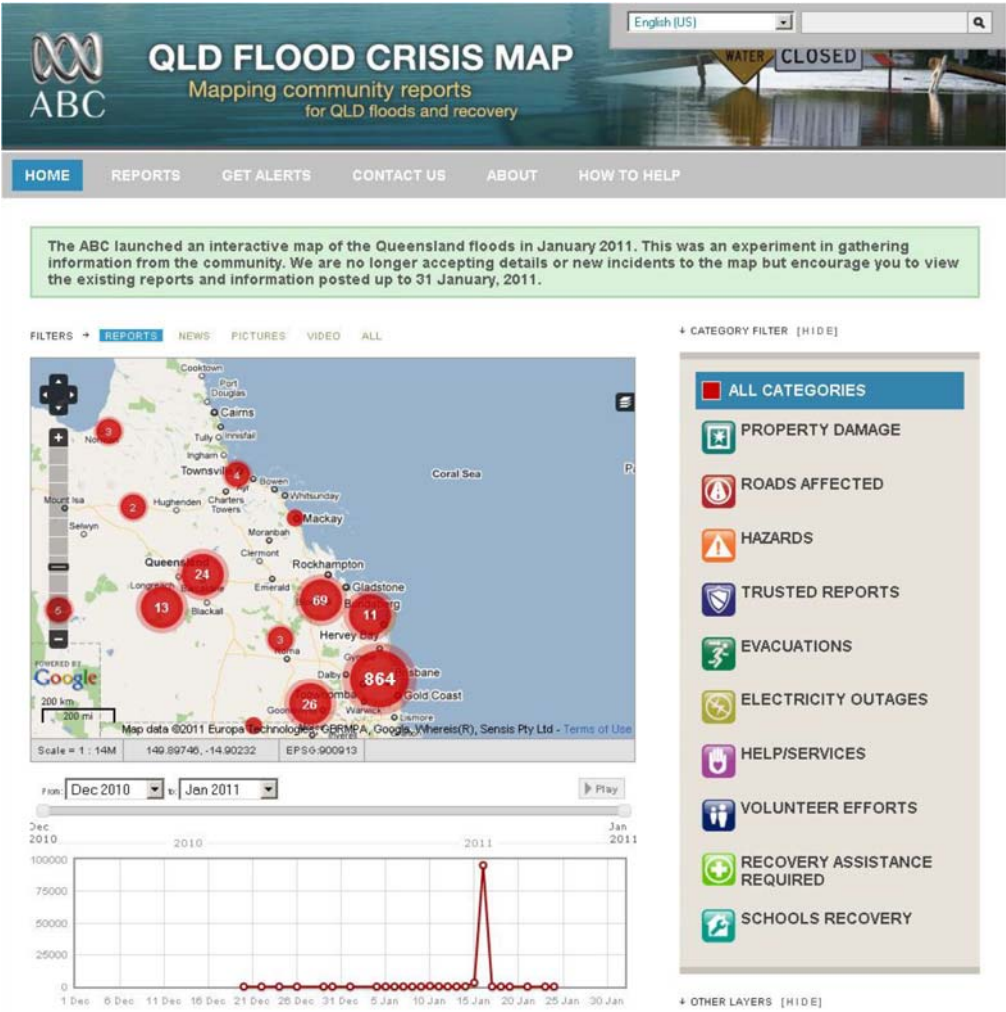 English (US)
ABC
QLD FLOOD CRISIS MAP
Mapping community reports
for QLD floods and recovery
WATER
CLOSED
HOME REPORTS GET ALERTS CONTACT US ABOUT HOW TO HELP
The ABC launched an interactive map of the Queensland floods in January 2011. This was an experiment in gathering
information from the community. We are no longer accepting details or new incidents to the map but encourage you to view
the existing reports and information posted up to 31 January, 2011.
FILTERS → REPORTS NEWS PICTURES VIDEO ALL
↓ CATEGORY FILTER [HIDE]
Cooktown
Port
Douglas
Cairns
3
Tully Innisfail
Ingham
4
Coral Sea
Ayr Bowen
Mount Isa
2
Hughenden
Charters
Towers
Whitsunday
Mackay
Selwyn
Moranbah
Clermont
24
Rockhampton
Emerald
Gladstone
13
69
11
Blackall
6
3
Hervey Bay
Roma
POWERED BY
Google
Dalby
864
Gold Coast
26
Warwick
Lismore
200 km
200 mi
Map data ©2011 Europa Technologies, GBRMPA, Google, Whereis(R), Sensis Pty Ltd - Terms of Use
Scale = 1 : 14M 149.89746, -14.90232 EPSG:900913
From: Dec 2010 to: Jan 2011 Play
Dec
2010
2010
2011
Jan
2011
100000
75000
50000
25000
0
1 Dec 6 Dec 11 Dec 16 Dec 21 Dec 26 Dec 31 Dec 5 Jan 10 Jan 15 Jan 20 Jan 25 Jan 30 Jan
ALL CATEGORIES
PROPERTY DAMAGE
ROADS AFFECTED
HAZARDS
TRUSTED REPORTS
EVACUATIONS
ELECTRICITY OUTAGES
HELP/SERVICES
VOLUNTEER EFFORTS
RECOVERY ASSISTANCE
REQUIRED
SCHOOLS RECOVERY
↓ OTHER LAYERS [HIDE]